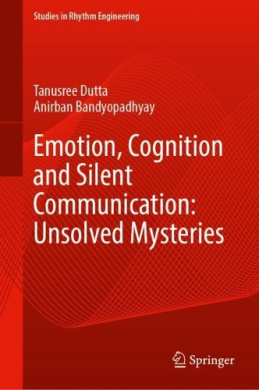 Studies in Rhythm Engineering
Tanusree Dutta
Anirban Bandyopadhyay
Emotion, Cognition
and Silent
Communication:
Unsolved Mysteries
Springer